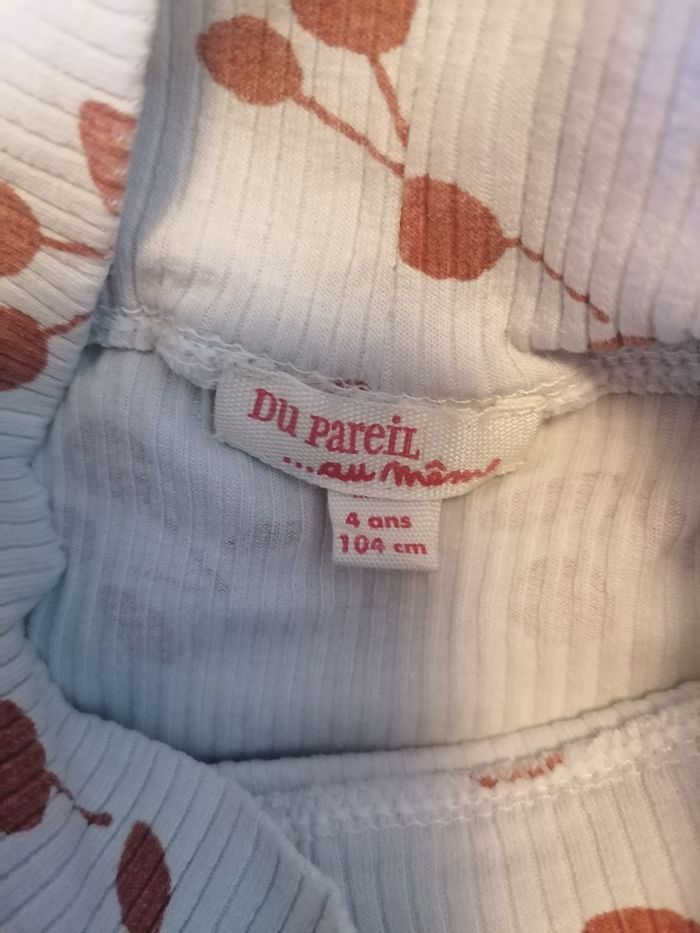 Du Pareil
...au même
4 ans
104 cm